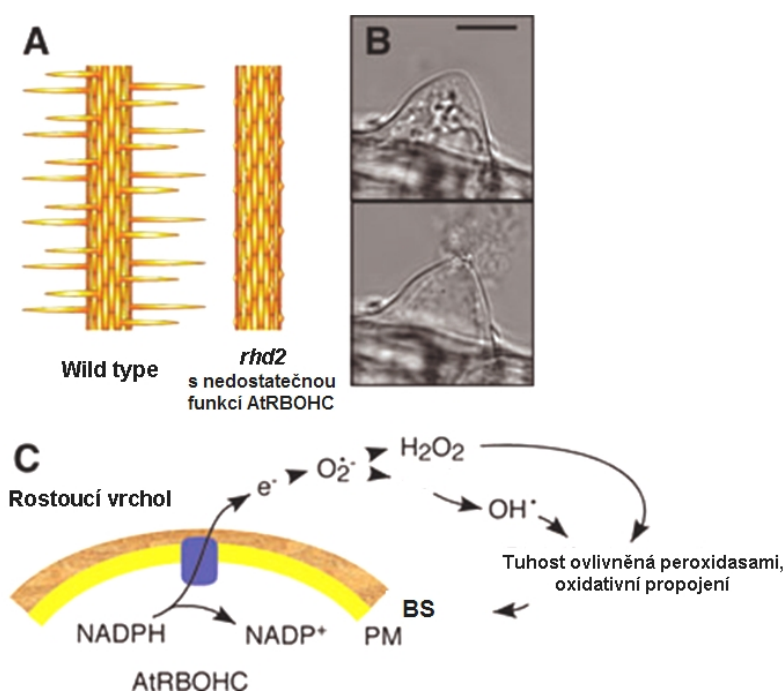 A
B
Wild type
rhd2
s nedostatečnou
funkcí AtRBOHC
C
Rostoucí vrchol
e-
O2•-
H2O2
OH•
Tuhost ovlivněná peroxidasami,
oxidativní propojení
BS
NADPH
NADP+
PM
AtRBOHC